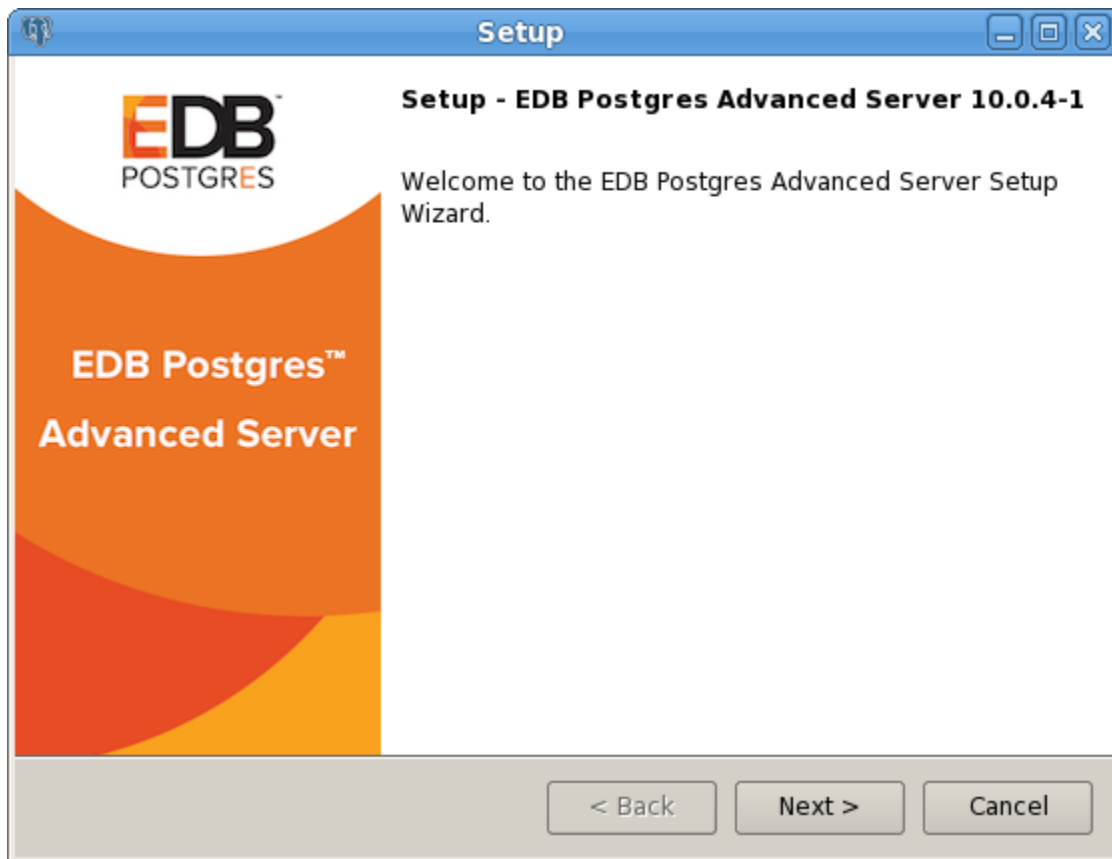 Setup
EDB™
POSTGRES
EDB Postgres™
Advanced Server
Setup - EDB Postgres Advanced Server 10.0.4-1
Welcome to the EDB Postgres Advanced Server Setup
Wizard.
< Back
Next >
Cancel